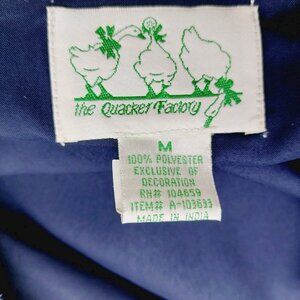 the Quacker Factory
M
100% POLYESTER
EXCLUSIVE OF
DECORATION
RN# 104659
ITEM# A-103633
MADE IN INDIA